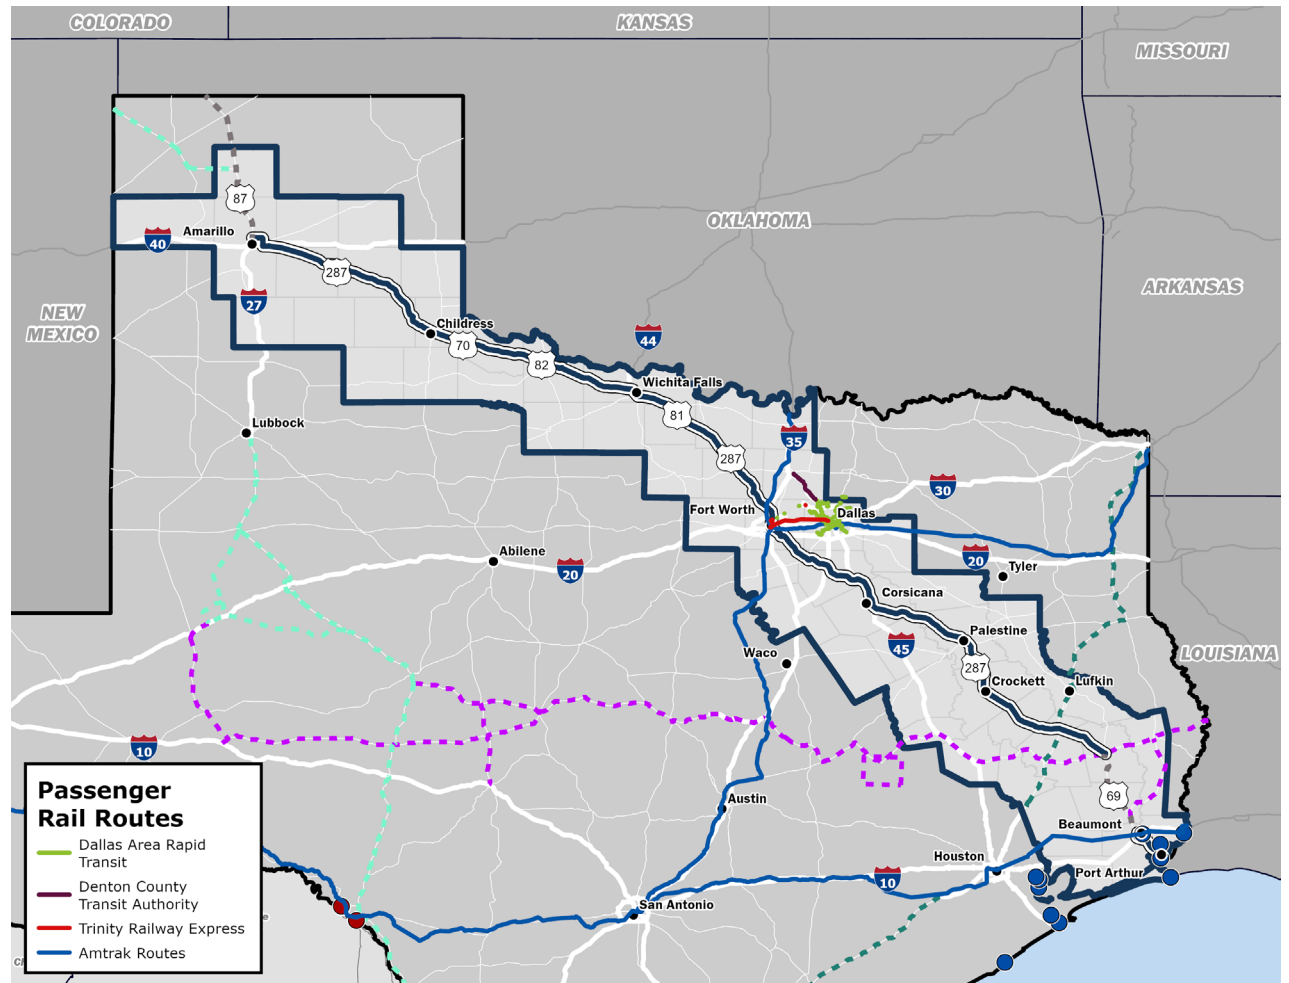 COLORADO
KANSAS
MISSOURI
87
OKLAHOMA
Amarillo
40
287
ARKANSAS
27
NEW
MEXICO
Childress
44
70
82
Wichita Falls
81
Lubbock
35
287
30
Fort Worth
Dallas
Abilene
20
20
Tyler
Corsicana
Palestine
45
Waco
LOUISIANA
287
Crockett
Lufkin
10
69
Austin
Beaumont
Houston
Port Arthur
10
San Antonio
Passenger
Rail Routes
Dallas Area Rapid
Transit
Denton County
Transit Authority
Trinity Railway Express
Amtrak Routes